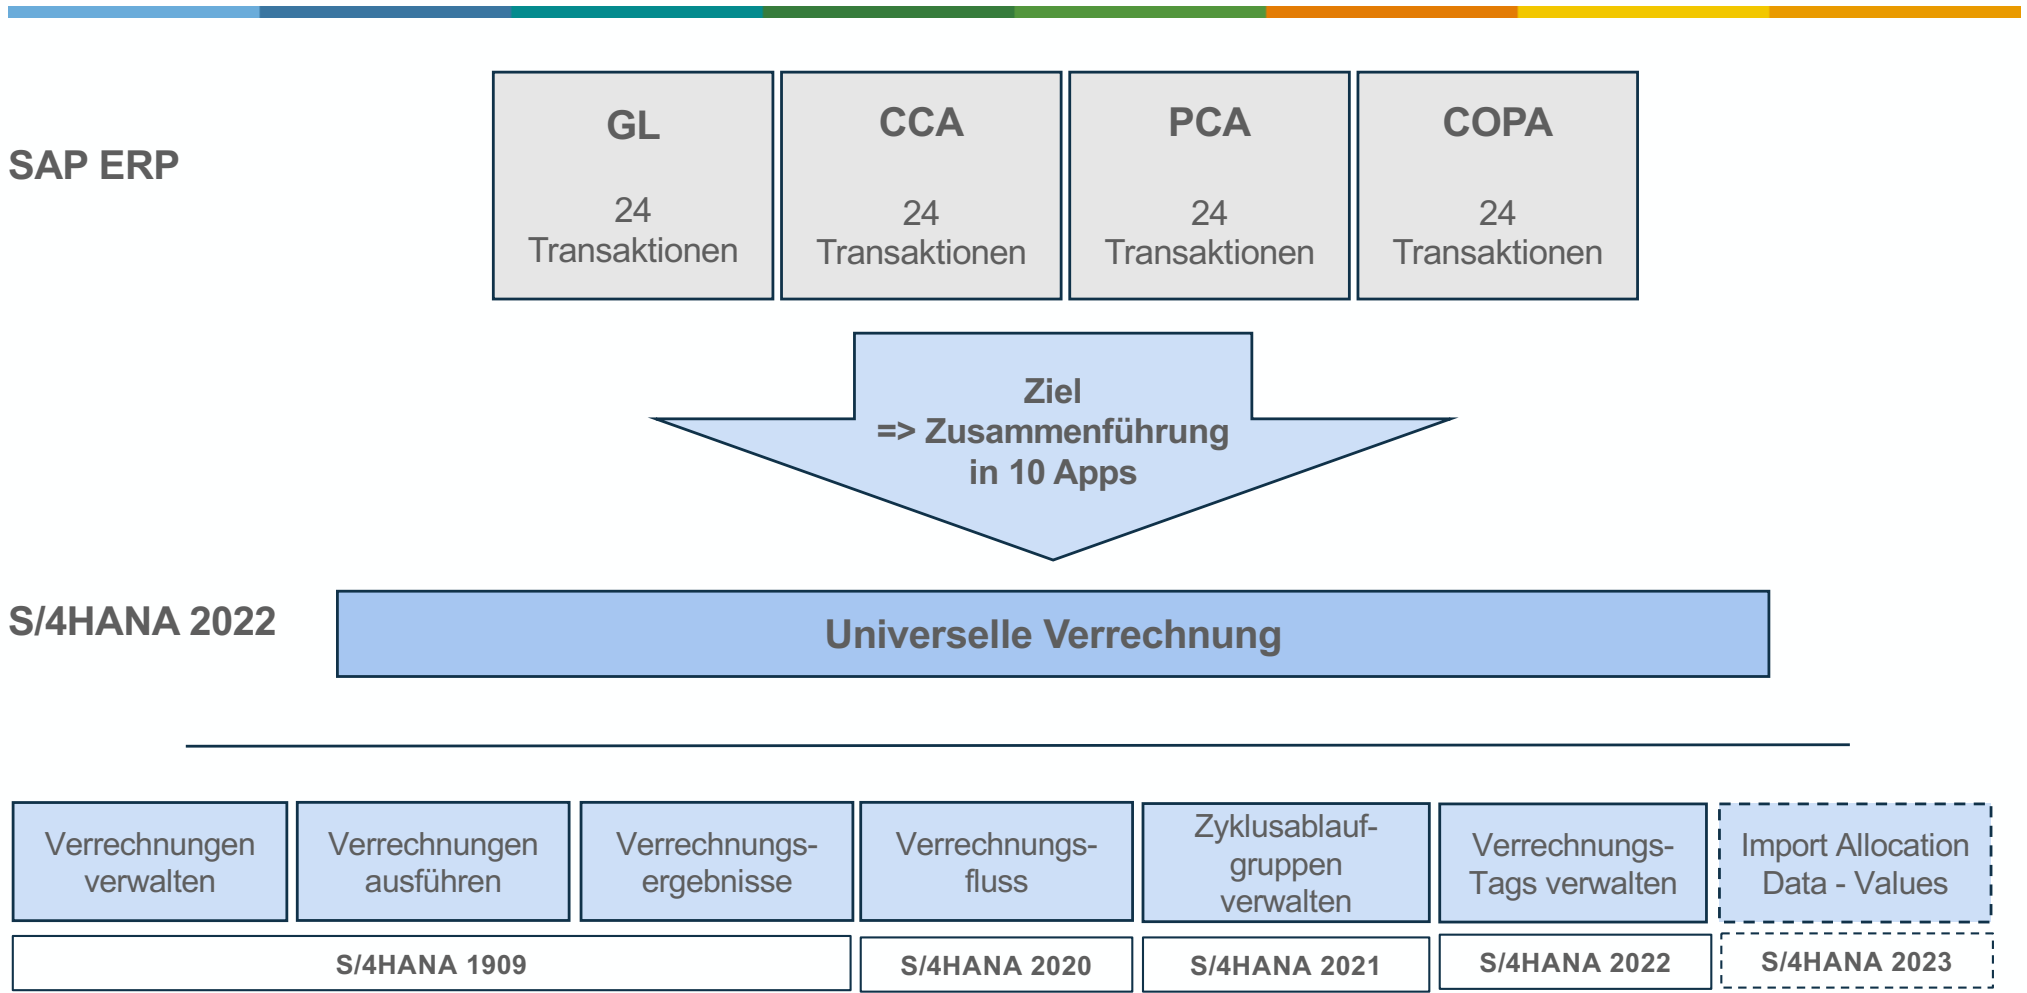 SAP ERP
GL
24
Transaktionen
CCA
24
Transaktionen
PCA
24
Transaktionen
COPA
24
Transaktionen
Ziel
=> Zusammenführung
in 10 Apps
S/4HANA 2022
Universelle Verrechnung
Verrechnungen
verwalten
Verrechnungen
ausführen
Verrechnungs-
ergebnisse
Verrechnungs-
fluss
Zyklusablauf-
gruppen
verwalten
Verrechnungs-
Tags verwalten
Import Allocation
Data - Values
S/4HANA 1909
S/4HANA 2020
S/4HANA 2021
S/4HANA 2022
S/4HANA 2023